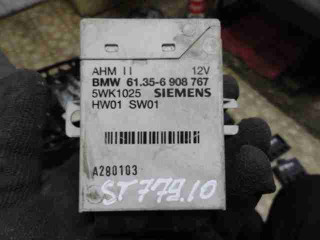 AHM II 12V
BMW 61.35-6 908 767
5WK1025 SIEMENS
HW01 SW01
A280103
ST779.10